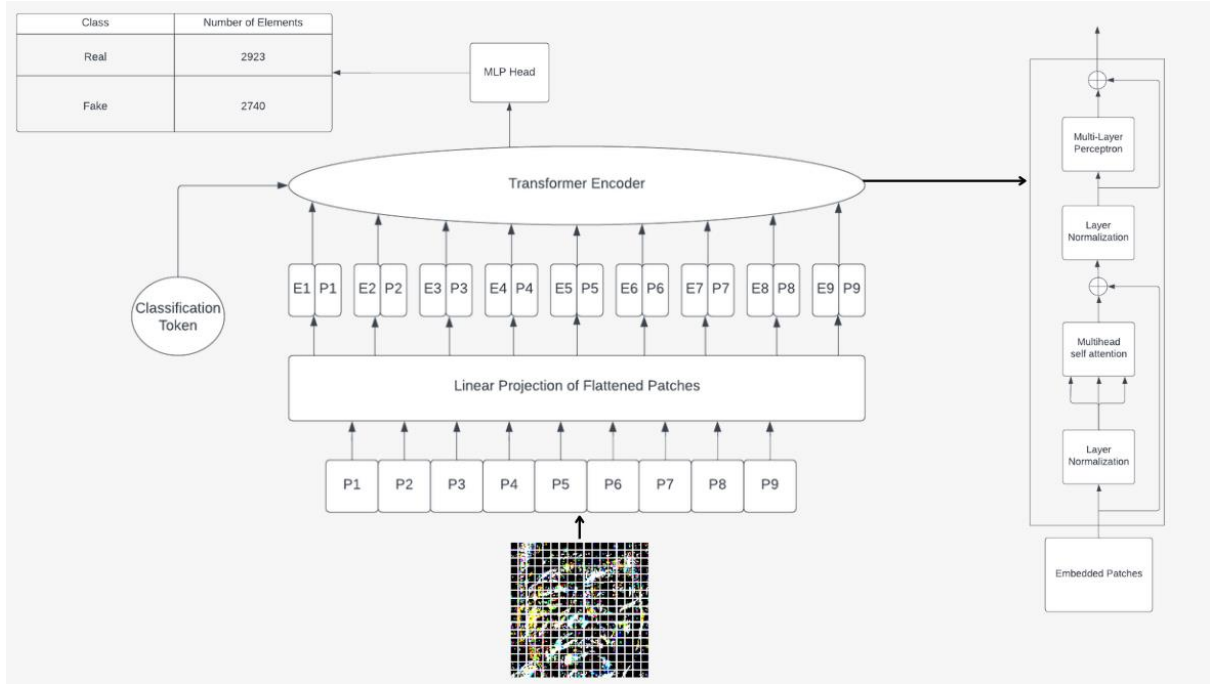 Class Number of Elements
Real 2923
Fake 2740
MLP Head
Transformer Encoder
Classification
Token
E1 P1 E2 P2 E3 P3 E4 P4 E5 P5 E6 P6 E7 P7 E8 P8 E9 P9
Linear Projection of Flattened Patches
P1 P2 P3 P4 P5 P6 P7 P8 P9
Multi-Layer
Perceptron
Layer
Normalization
Multihead
self attention
Layer
Normalization
Embedded Patches